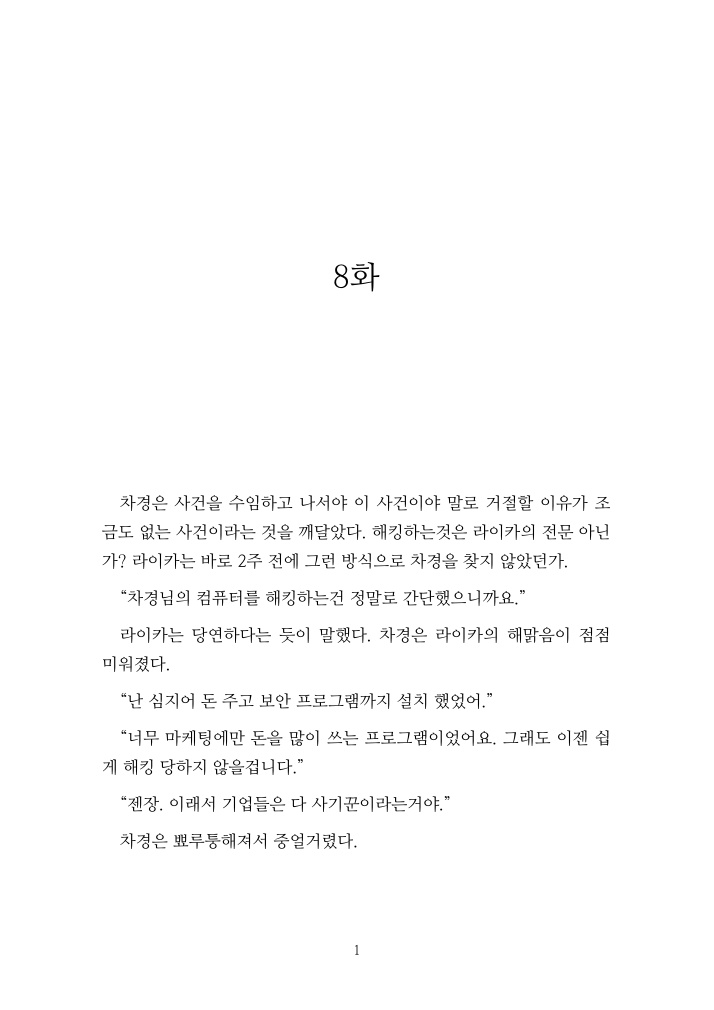 8화
차경은 사건을 수임하고 나서야 이 사건이야 말로 거절할 이유가 조
금도 없는 사건이라는 것을 깨달았다. 해킹하는것은 라이카의 전문 아닌
가? 라이카는 바로 2주 전에 그런 방식으로 차경을 찾지 않았던가.
“차경님의 컴퓨터를 해킹하는건 정말로 간단했으니까요.”
라이카는 당연하다는 듯이 말했다. 차경은 라이카의 해맑음이 점점
미워졌다.
“난 심지어 돈 주고 보안 프로그램까지 설치 했었어.”
“너무 마케팅에만 돈을 많이 쓰는 프로그램이었어요. 그래도 이젠 쉽
게 해킹 당하지 않을겁니다.”
“젠장. 이래서 기업들은 다 사기꾼이라는거야.”
차경은 뾰루퉁해져서 중얼거렸다.
1